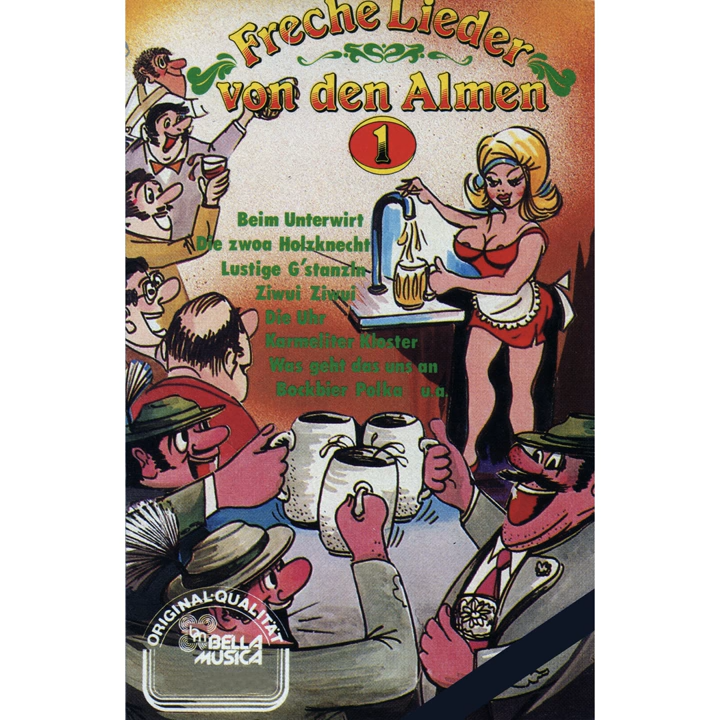 Freche Lieder
von den Almen
1
Beim Unterwirt
Die zwoa Holzknecht
Lustige G'stanzln
Ziwui Ziwui
Die Uhr
Karmeliter Kloster
Was geht das uns an
Bockbier Polka u.a.
ORIGINAL-QUALITÄT
bm BELLA
MUSICA